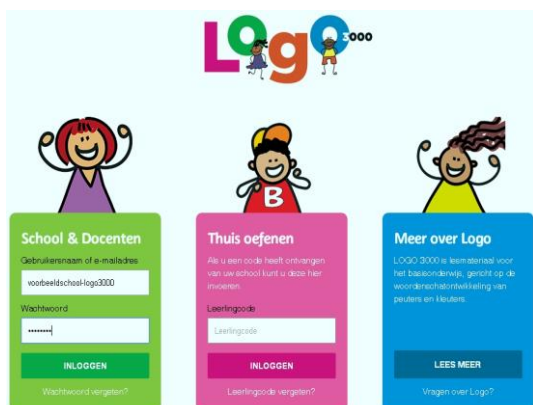 Logo 3000
B
School & Docenten
Gebruikersnaam of e-mailadres
voorbeeldschool-logo3000
Wachtwoord
••••••••
INLOGGEN
Wachtwoord vergeten?
Thuis oefenen
Als u een code heeft ontvangen
van uw school kunt u deze hier
invoeren.
Leerlingcode
Leerlingcode
INLOGGEN
Leerlingcode vergeten?
Meer over Logo
LOGO 3000 is lesmateriaal voor
het basisonderwijs, gericht op de
woordenschatontwikkeling van
peuters en kleuters.
LEES MEER
Vragen over Logo?